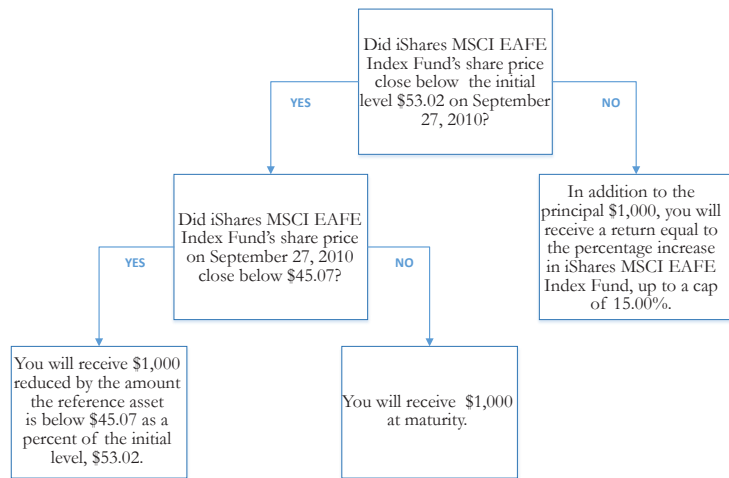 Did iShares MSCI EAFE
Index Fund's share price
close below the initial
level $53.02 on September
27, 2010?
YES
NO
Did iShares MSCI EAFE
Index Fund's share price
on September 27, 2010
close below $45.07?
In addition to the
principal $1,000, you will
receive a return equal to
the percentage increase
in iShares MSCI EAFE
Index Fund, up to a cap
of 15.00%.
YES
NO
You will receive $1,000
reduced by the amount
the reference asset
is below $45.07 as a
percent of the initial
level, $53.02.
You will receive $1,000
at maturity.